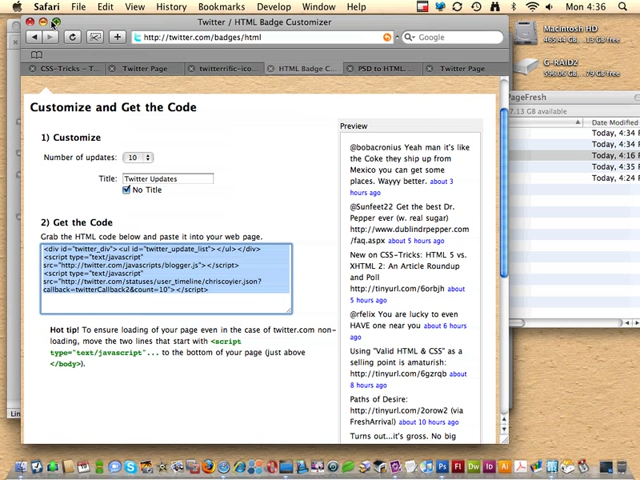 Safari File Edit View History Bookmarks Develop Window Help
Mon 4:36
Twitter / HTML Badge Customizer
http://twitter.com/badges/html
Google
CSS-Tricks – T...
Twitter Page
twitterrific-ico...
HTML Badge C...
PSD to HTML...
Twitter Page
Macintosh HD
G-RAID2
PageFresh
7.13 GB available
Date Modified
Today, 4:34
Today, 4:34 F
Today, 4:16 F
Today, 4:35 F
Today, 4:24 F
Customize and Get the Code
1) Customize
Number of updates: 10
Title: Twitter Updates
No Title
2) Get the Code
Grab the HTML code below and paste it into your web page.
<div id="twitter_div"><ul id="twitter_update_list"></ul></div>
<script type="text/javascript"
src="http://twitter.com/javascripts/blogger.js"></script>
<script type="text/javascript"
src="http://twitter.com/statuses/user_timeline/chriscoyier.json?
callback=twitterCallback2&count=10"></script>
Hot tip! To ensure loading of your page even in the case of twitter.com non-
loading, move the two lines that start with <script
type="text/javascript"... to the bottom of your page (just above
</body>).
Preview
@bobacronius Yeah man it's like
the Coke they ship up from
Mexico you can get some
places. Wayyy better. about 3
hours ago
@Sunfeet22 Get the best Dr.
Pepper ever (w. real sugar)
http://www.dublindrpepper.com
/faq.aspx about 5 hours ago
New on CSS-Tricks: HTML 5 vs.
XHTML 2: An Article Roundup
and Poll
http://tinyurl.com/6orbjh about
5 hours ago
@rfelix You are lucky to even
HAVE one near you about 6
hours ago
Using "Valid HTML & CSS" as a
selling point is amaturish:
http://tinyurl.com/6gzrqb about
8 hours ago
Paths of Desire:
http://tinyurl.com/2orow2 (via
FreshArrival) about 10 hours ago
Turns out...it's gross. No big